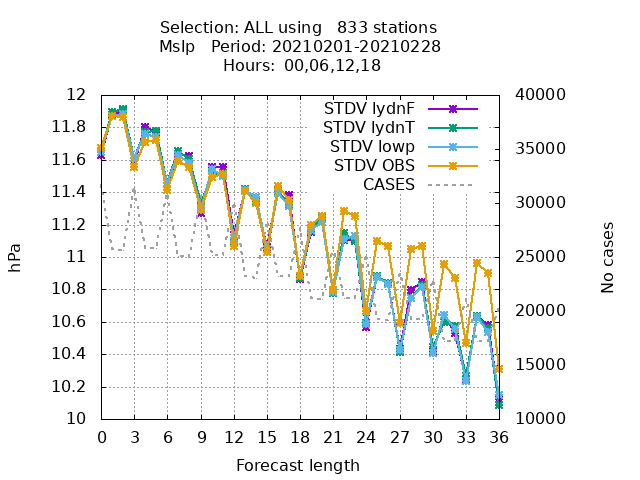 Selection: ALL using   833 stations
Mslp   Period: 20210201-20210228
Hours: 00,06,12,18
STDV lydnF
STDV lydnT
STDV lowp
STDV OBS
CASES
hPa
12
11.8
11.6
11.4
11.2
11
10.8
10.6
10.4
10.2
10
No cases
40000
35000
30000
25000
20000
15000
10000
0 3 6 9 12 15 18 21 24 27 30 33 36
Forecast length